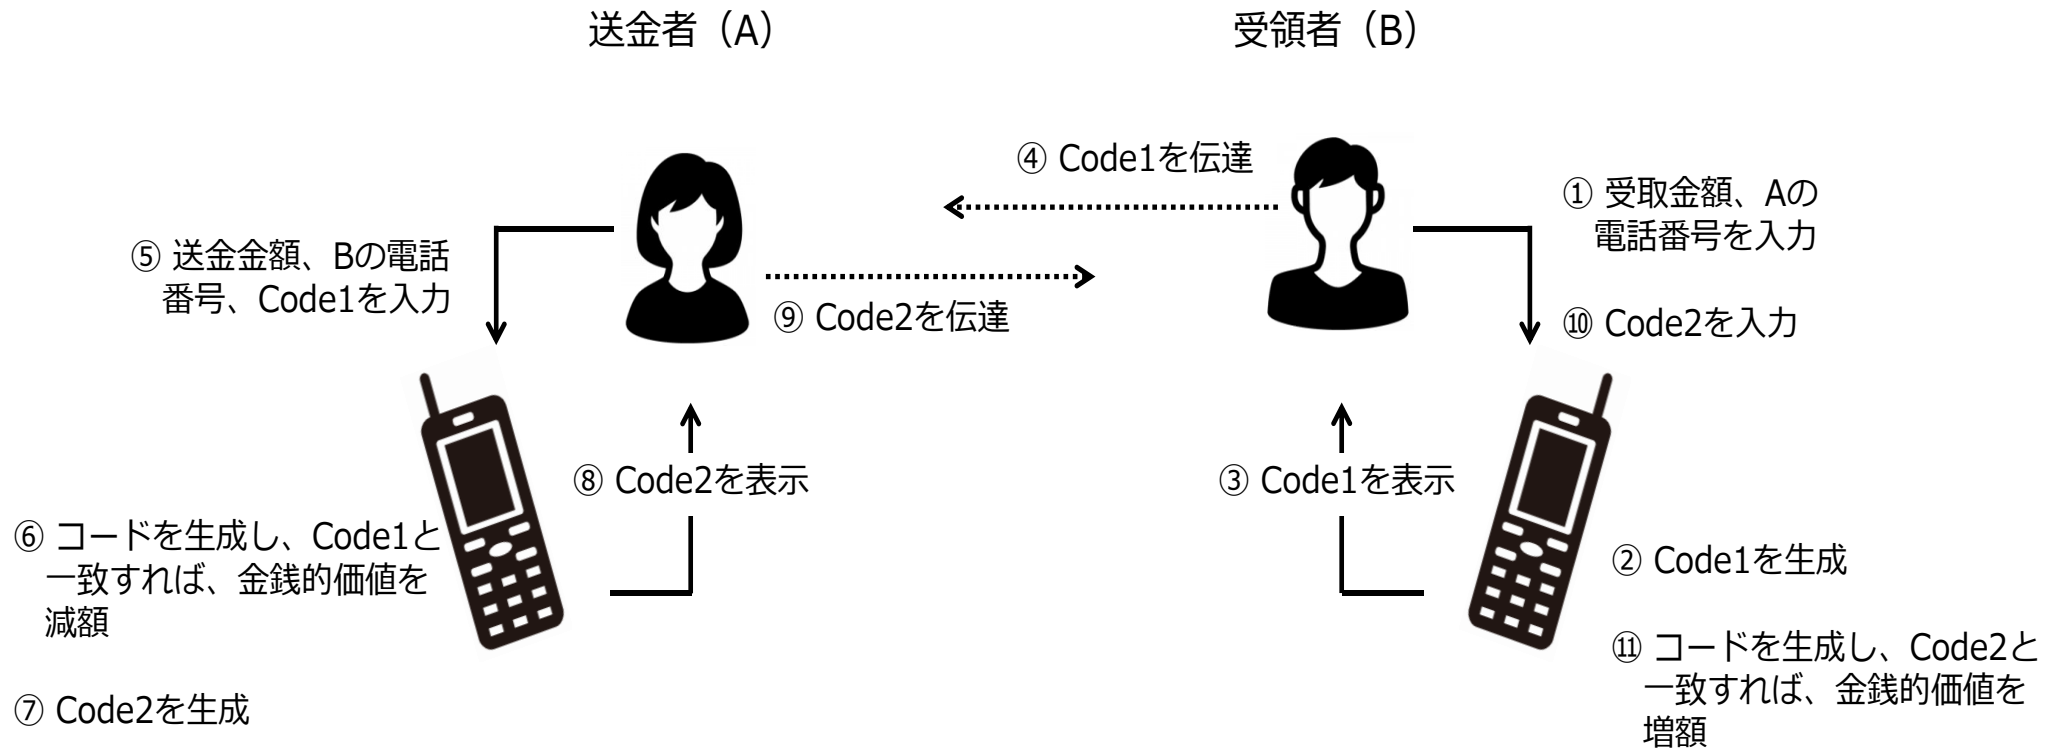 送金者（A）
受領者（B）
④ Code1を伝達
① 受取金額、Aの
電話番号を入力
⑤ 送金金額、Bの電話
番号、Code1を入力
⑨ Code2を伝達
⑩ Code2を入力
⑧ Code2を表示
③ Code1を表示
⑥ コードを生成し、Code1と
一致すれば、金銭的価値を
減額
② Code1を生成
⑦ Code2を生成
⑪ コードを生成し、Code2と
一致すれば、金銭的価値を
増額